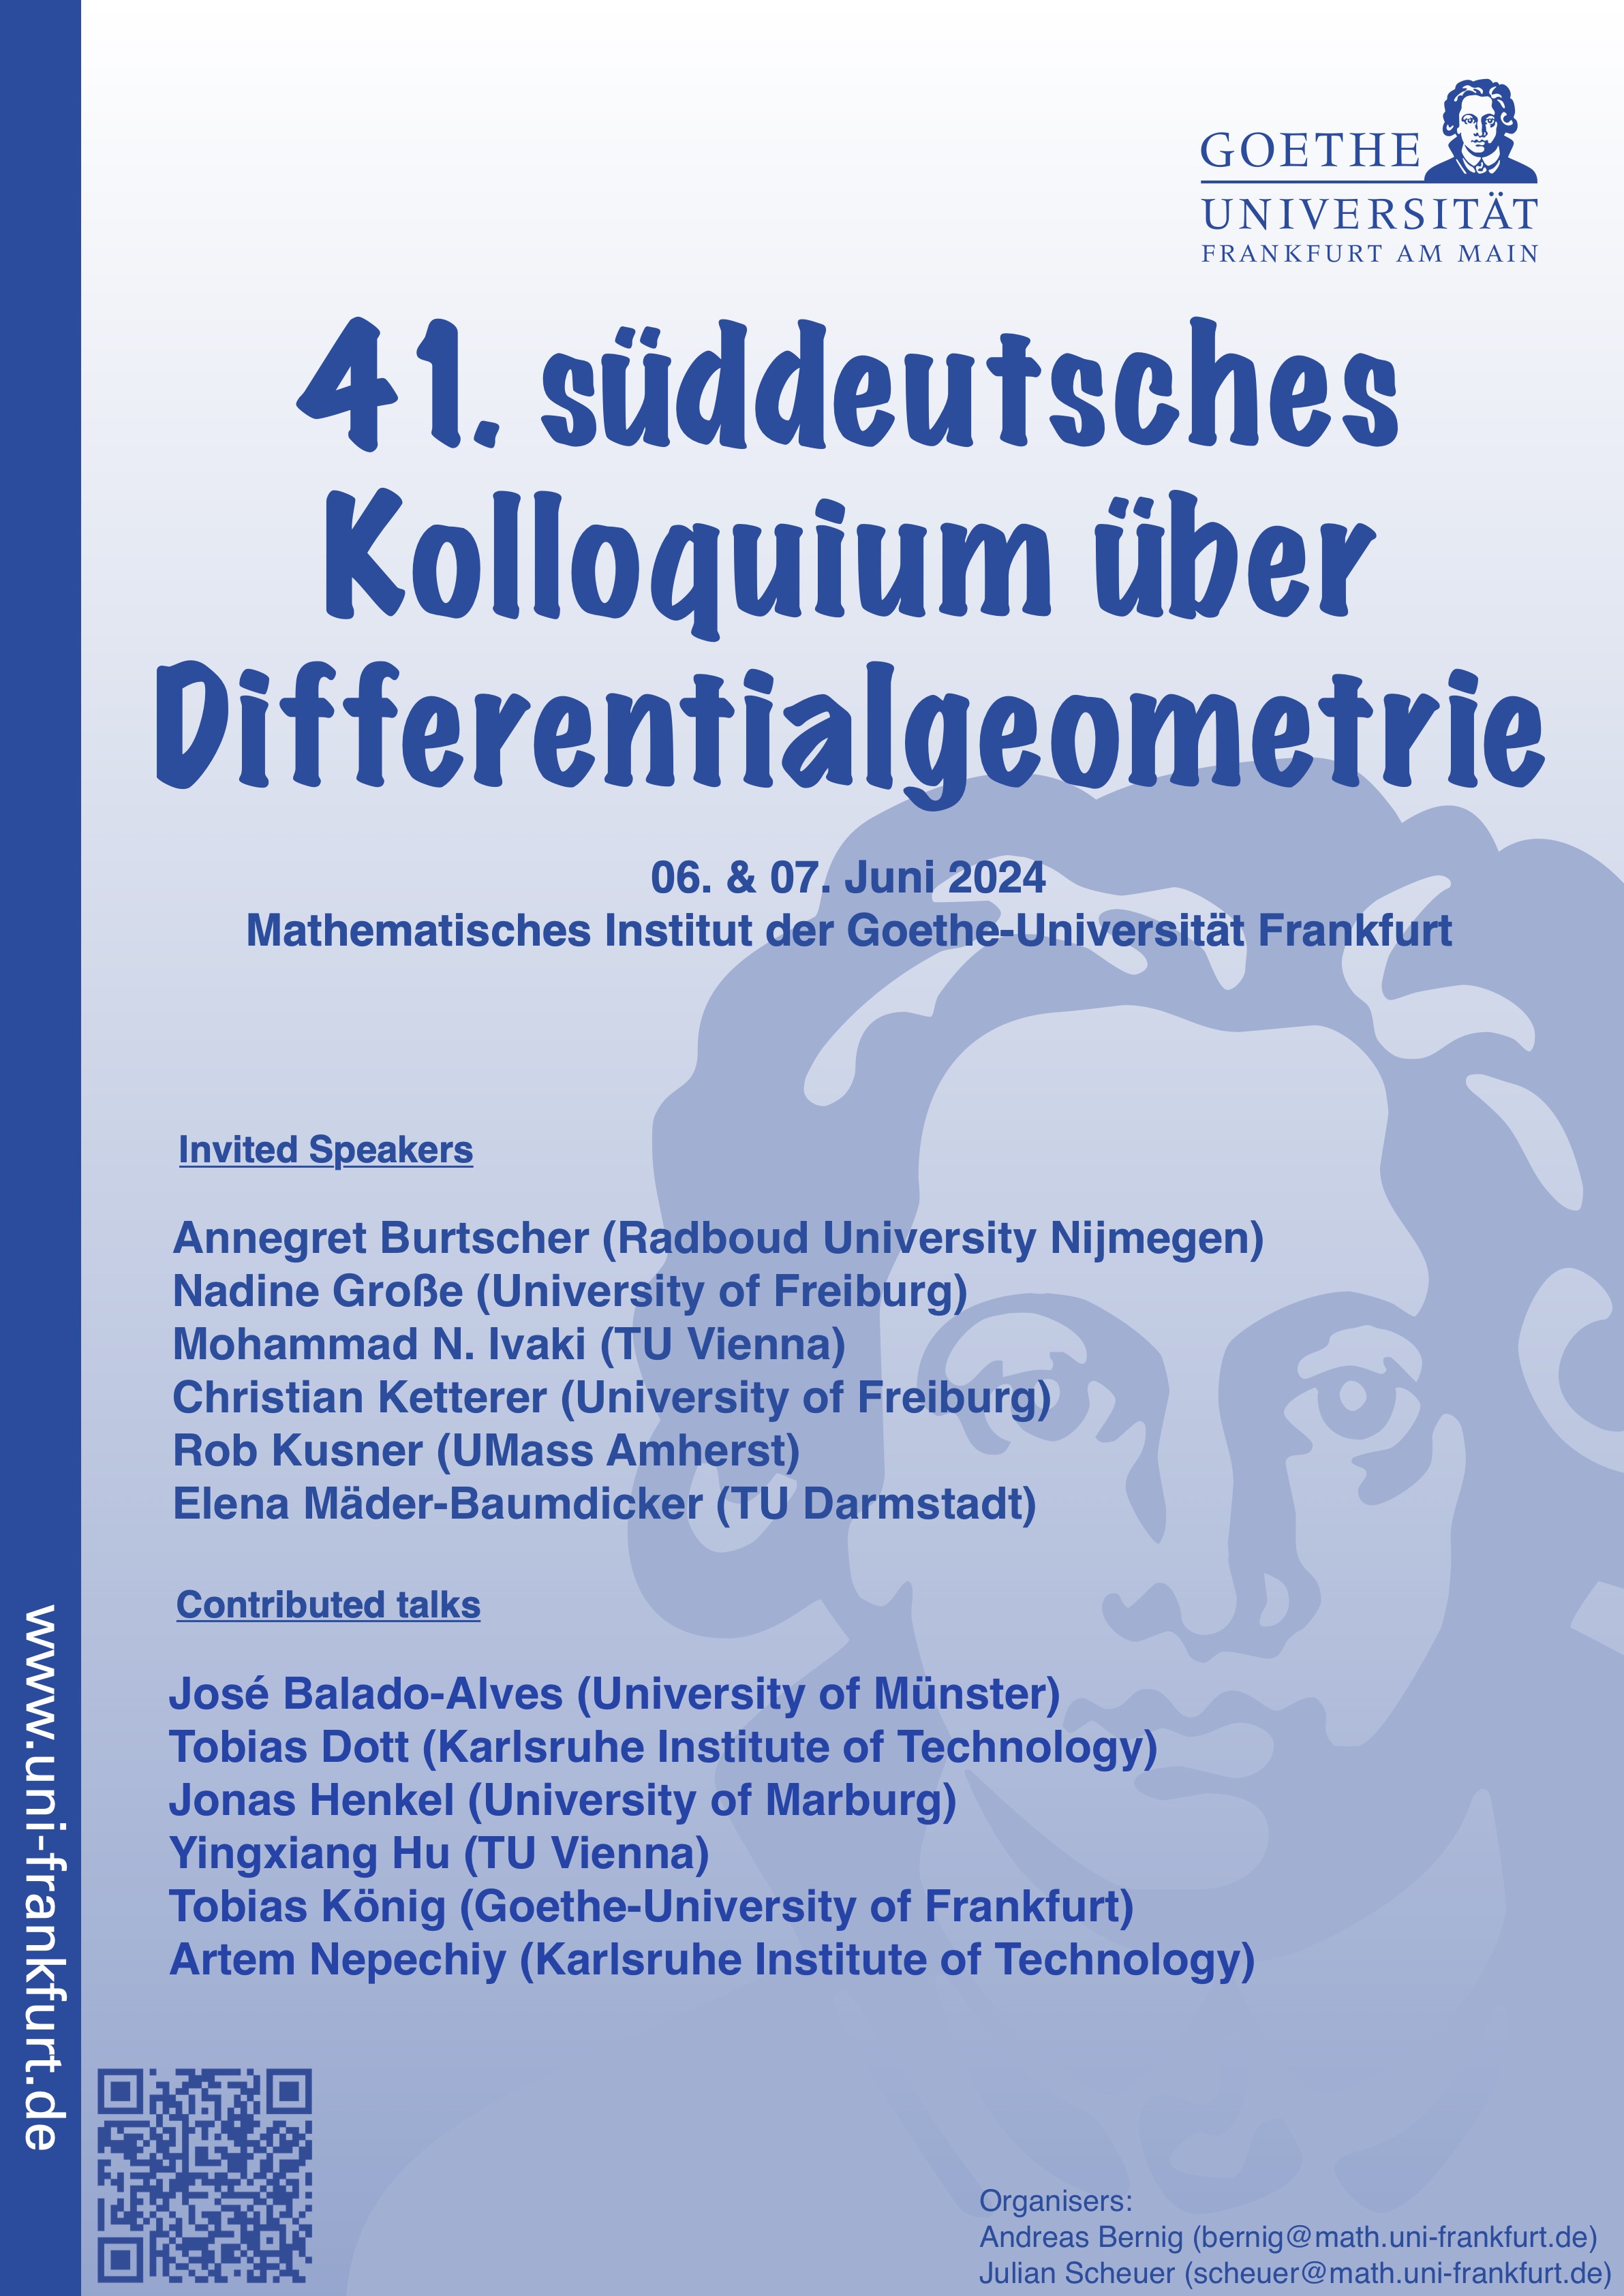 GOETHE
UNIVERSITÄT
FRANKFURT AM MAIN
41. süddeutsches
Kolloquium über
Differentialgeometrie
06. & 07. Juni 2024
Mathematisches Institut der Goethe-Universität Frankfurt
Invited Speakers
Annegret Burtscher (Radboud University Nijmegen)
Nadine Große (University of Freiburg)
Mohammad N. Ivaki (TU Vienna)
Christian Ketterer (University of Freiburg)
Rob Kusner (UMass Amherst)
Elena Mäder-Baumdicker (TU Darmstadt)
Contributed talks
José Balado-Alves (University of Münster)
Tobias Dott (Karlsruhe Institute of Technology)
Jonas Henkel (University of Marburg)
Yingxiang Hu (TU Vienna)
Tobias König (Goethe-University of Frankfurt)
Artem Nepechiy (Karlsruhe Institute of Technology)
www.uni-frankfurt.de
Organisers:
Andreas Bernig (bernig@math.uni-frankfurt.de)
Julian Scheuer (scheuer@math.uni-frankfurt.de)